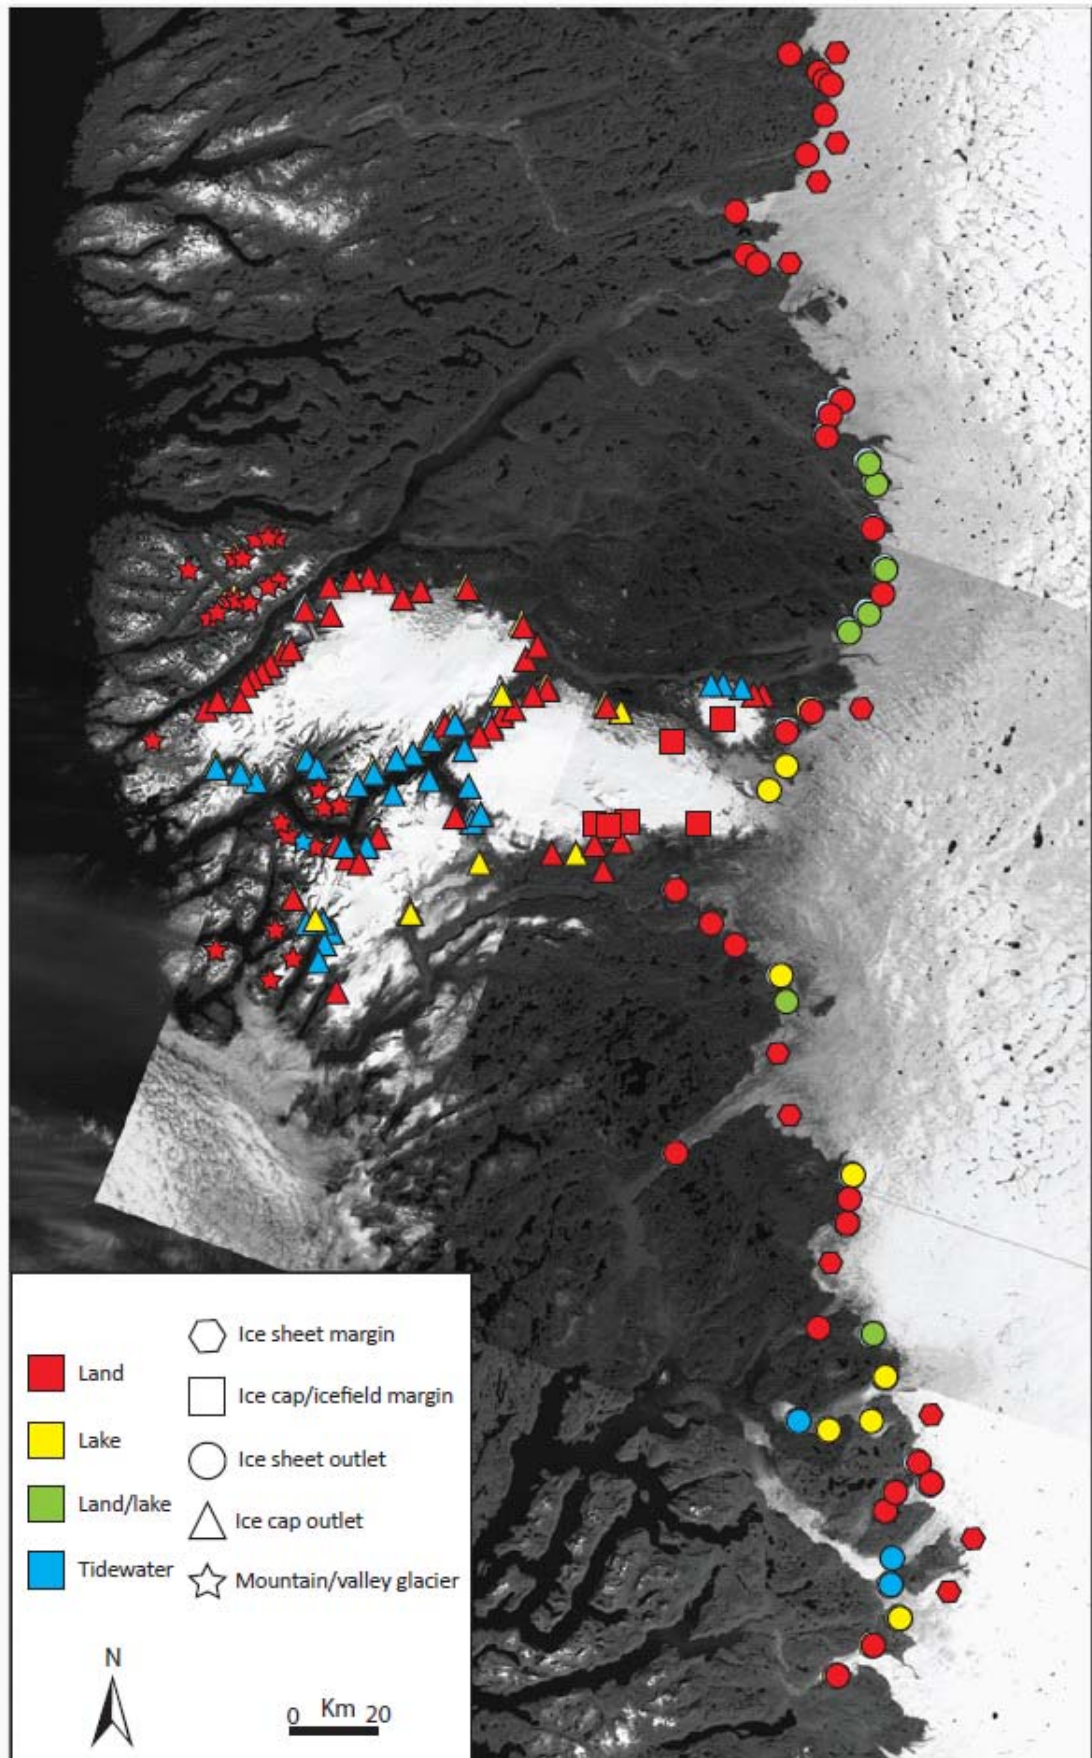 Land
Lake
Land/lake
Tidewater
Ice sheet margin
Ice cap/icefield margin
Ice sheet outlet
Ice cap outlet
Mountain/valley glacier
N
Km
0 20